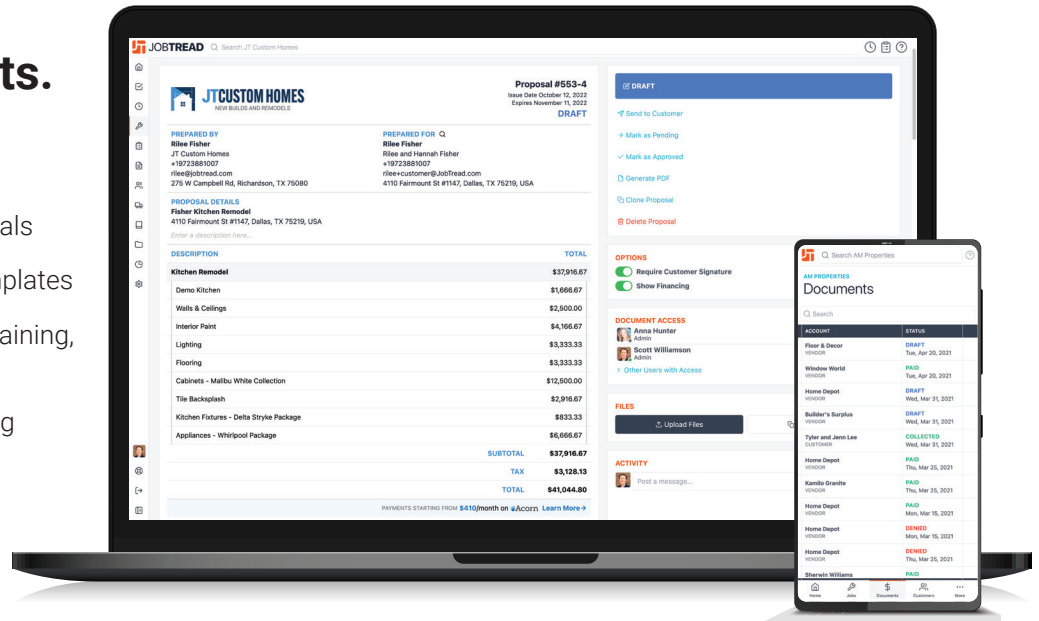 ts.
als
plates
aining,
g
JOBTREAD
Search JT Custom Homes
JTCUSTOM HOMES
NEW BUILDS AND REMODELS
Proposal #553-4
Issue Date October 12, 2022
Expires November 11, 2022
DRAFT
PREPARED BY
Rilee Fisher
JT Custom Homes
+19723881007
rilee@jobtread.com
275 W Campbell Rd, Richardson, TX 75080
PREPARED FOR
Rilee Fisher
Rilee and Hannah Fisher
+19723881007
rilee+customer@JobTread.com
4110 Fairmount St #1147, Dallas, TX 75219, USA
PROPOSAL DETAILS
Fisher Kitchen Remodel
4110 Fairmount St #1147, Dallas, TX 75219, USA
Enter a description here...
DESCRIPTION TOTAL
Kitchen Remodel $37,916.67
Demo Kitchen $1,666.67
Walls & Ceilings $2,500.00
Interior Paint $4,166.67
Lighting $3,333.33
Flooring $3,333.33
Cabinets - Malibu White Collection $12,500.00
Tile Backsplash $2,916.67
Kitchen Fixtures - Delta Stryke Package $833.33
Appliances - Whirlpool Package $6,666.67
SUBTOTAL $37,916.67
TAX $3,128.13
TOTAL $41,044.80
PAYMENTS STARTING FROM $410/month on Acorn Learn More
DRAFT
Send to Customer
Mark as Pending
Mark as Approved
Generate PDF
Clone Proposal
Delete Proposal
OPTIONS
Require Customer Signature
Show Financing
DOCUMENT ACCESS
Anna Hunter
Admin
Scott Williamson
Admin
Other Users with Access
FILES
Upload Files
ACTIVITY
Post a message...
Search AM Properties
AM PROPERTIES
Documents
Search
ACCOUNT STATUS
Floor & Decor DRAFT
VENDOR Tue, Apr 20, 2021
Window World PAID
VENDOR Tue, Apr 20, 2021
Home Depot DRAFT
VENDOR Wed, Mar 31, 2021
Builder's Surplus DRAFT
VENDOR Wed, Mar 31, 2021
Tyler and Jenn Lee COLLECTED
CUSTOMER Wed, Mar 31, 2021
Home Depot PAID
VENDOR Thu, Mar 25, 2021
Kamilo Granite PAID
VENDOR Thu, Mar 25, 2021
Home Depot PAID
VENDOR Mon, Mar 15, 2021
Home Depot DENIED
VENDOR Mon, Mar 15, 2021
Home Depot DENIED
VENDOR Thu, Mar 25, 2021
Sherwin Williams PAID
Home Jobs Documents Customers More